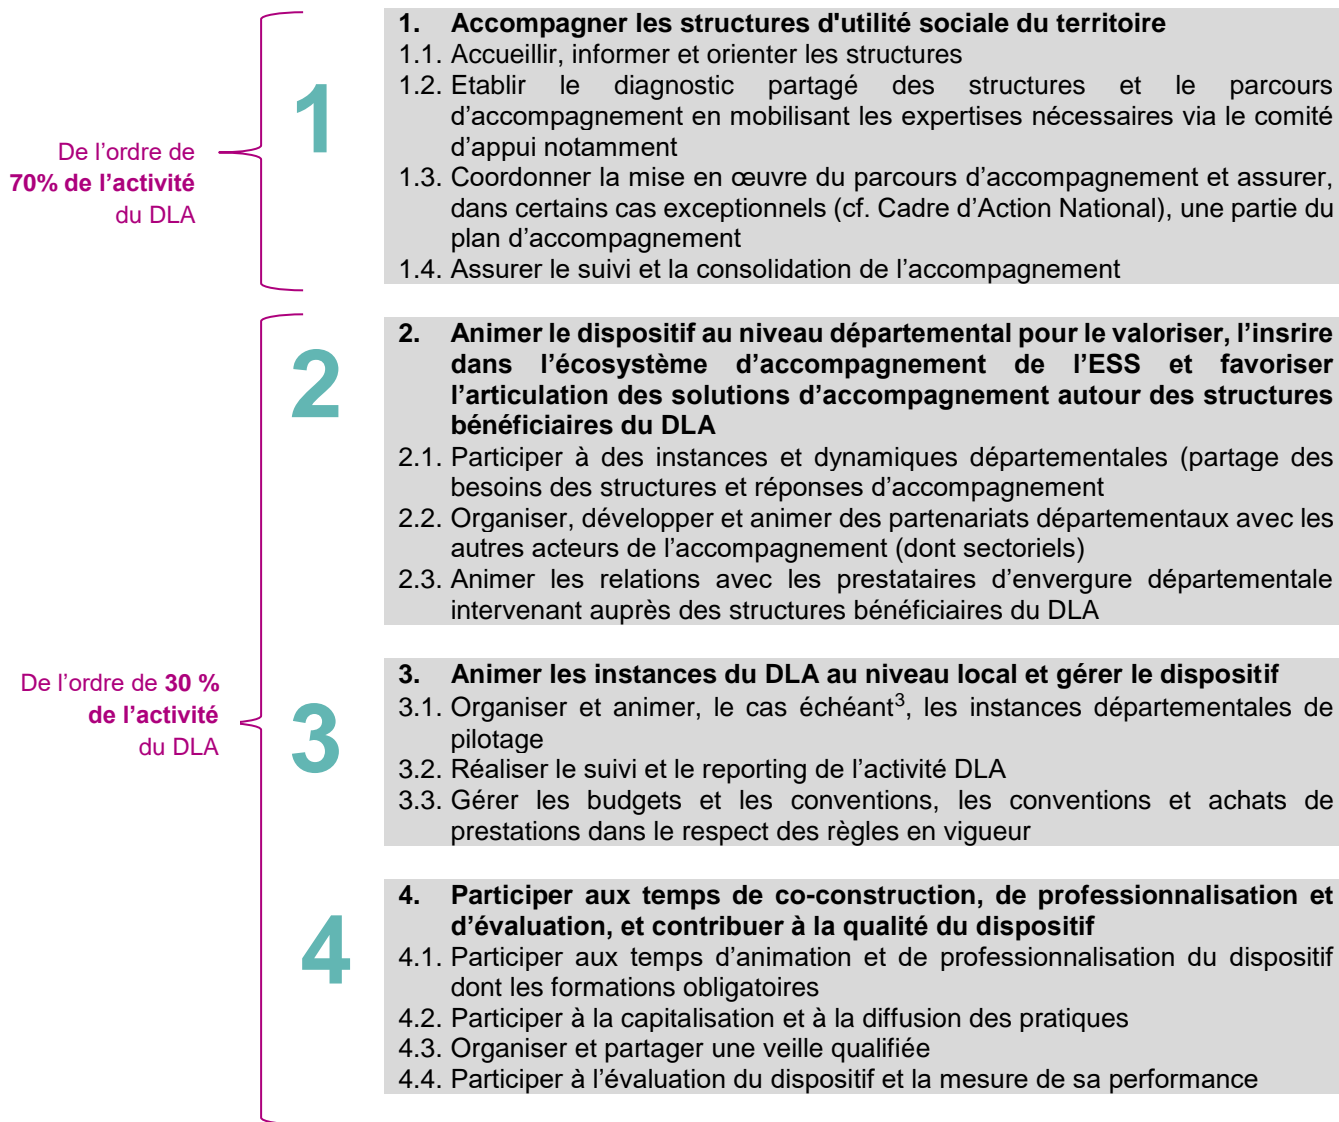 De l'ordre de
70% de l'activité
du DLA
1
1. Accompagner les structures d'utilité sociale du territoire
1.1. Accueillir, informer et orienter les structures
1.2. Etablir le diagnostic partagé des structures et le parcours
d'accompagnement en mobilisant les expertises nécessaires via le comité
d'appui notamment
1.3. Coordonner la mise en œuvre du parcours d'accompagnement et assurer,
dans certains cas exceptionnels (cf. Cadre d'Action National), une partie du
plan d'accompagnement
1.4. Assurer le suivi et la consolidation de l'accompagnement
De l'ordre de 30 %
de l'activité
du DLA
2
2. Animer le dispositif au niveau départemental pour le valoriser, l'insrire
dans l'écosystème d'accompagnement de l'ESS et favoriser
l'articulation des solutions d'accompagnement autour des structures
bénéficiaires du DLA
2.1. Participer à des instances et dynamiques départementales (partage des
besoins des structures et réponses d'accompagnement
2.2. Organiser, développer et animer des partenariats départementaux avec les
autres acteurs de l'accompagnement (dont sectoriels)
2.3. Animer les relations avec les prestataires d'envergure départementale
intervenant auprès des structures bénéficiaires du DLA
3
3. Animer les instances du DLA au niveau local et gérer le dispositif
3.1. Organiser et animer, le cas échéant³, les instances départementales de
pilotage
3.2. Réaliser le suivi et le reporting de l'activité DLA
3.3. Gérer les budgets et les conventions, les conventions et achats de
prestations dans le respect des règles en vigueur
4
4. Participer aux temps de co-construction, de professionnalisation et
d'évaluation, et contribuer à la qualité du dispositif
4.1. Participer aux temps d'animation et de professionnalisation du dispositif
dont les formations obligatoires
4.2. Participer à la capitalisation et à la diffusion des pratiques
4.3. Organiser et partager une veille qualifiée
4.4. Participer à l'évaluation du dispositif et la mesure de sa performance